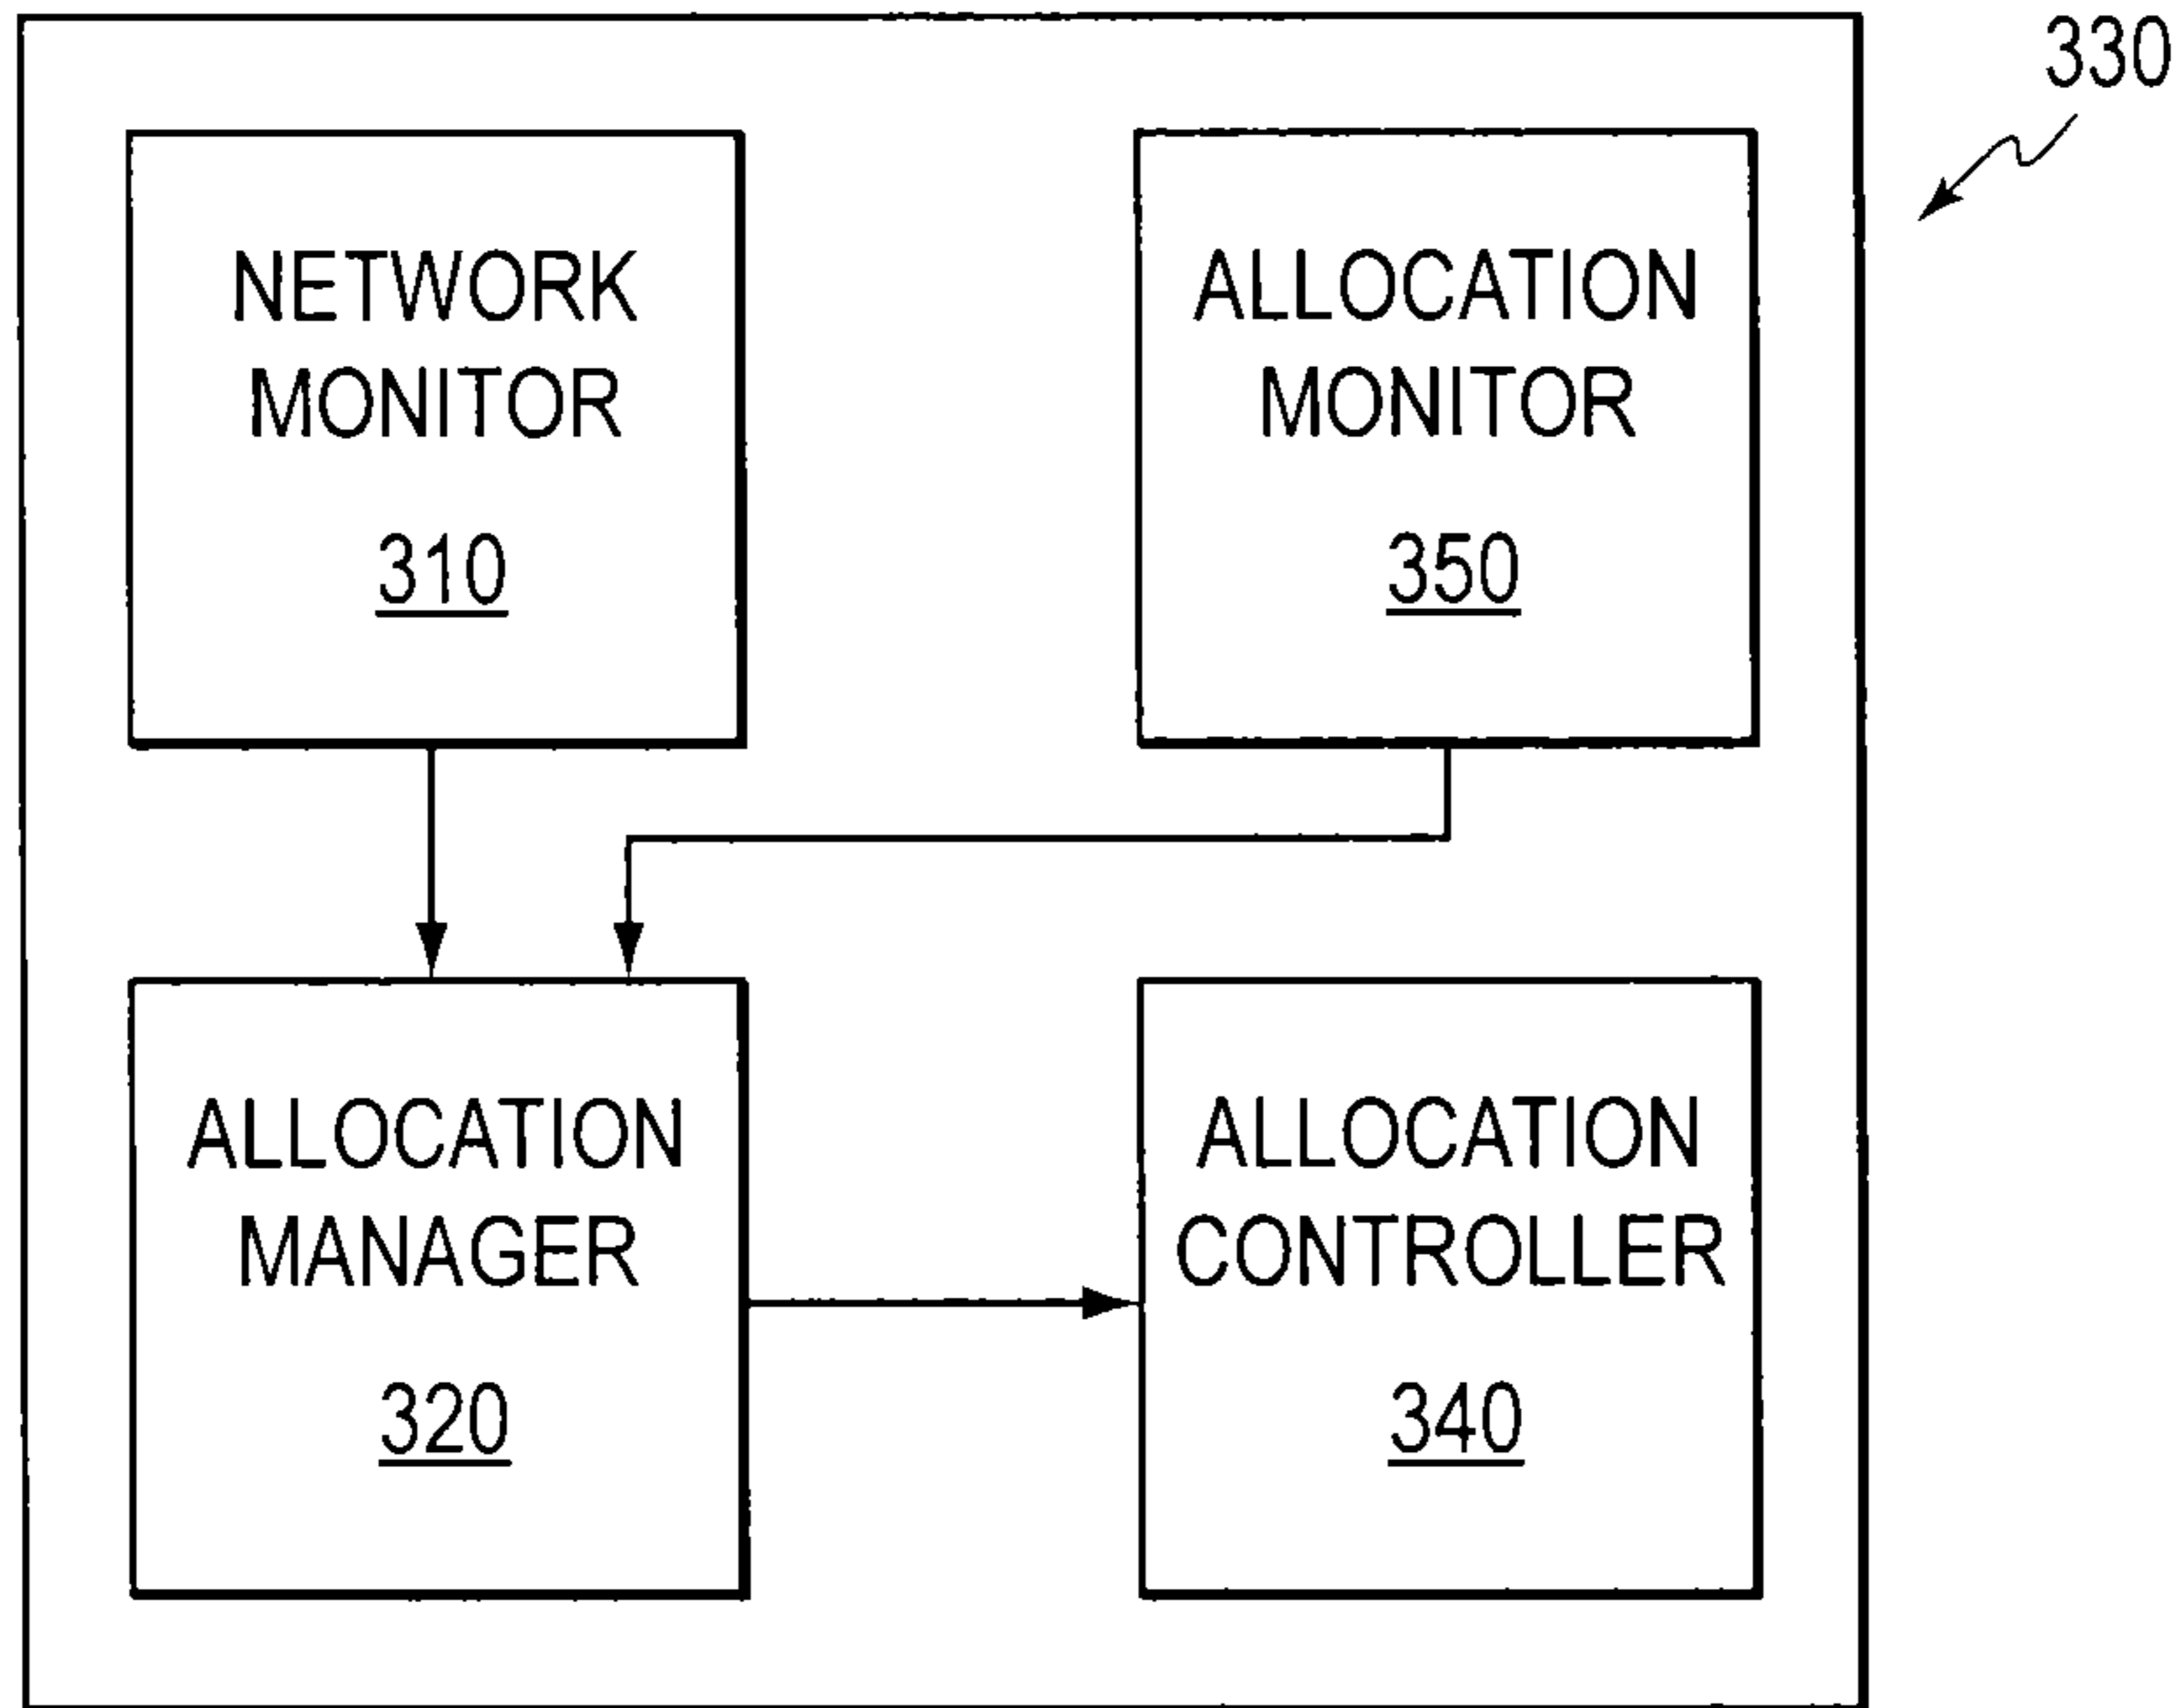 330
NETWORK
MONITOR
310
ALLOCATION
MONITOR
350
ALLOCATION
MANAGER
320
ALLOCATION
CONTROLLER
340